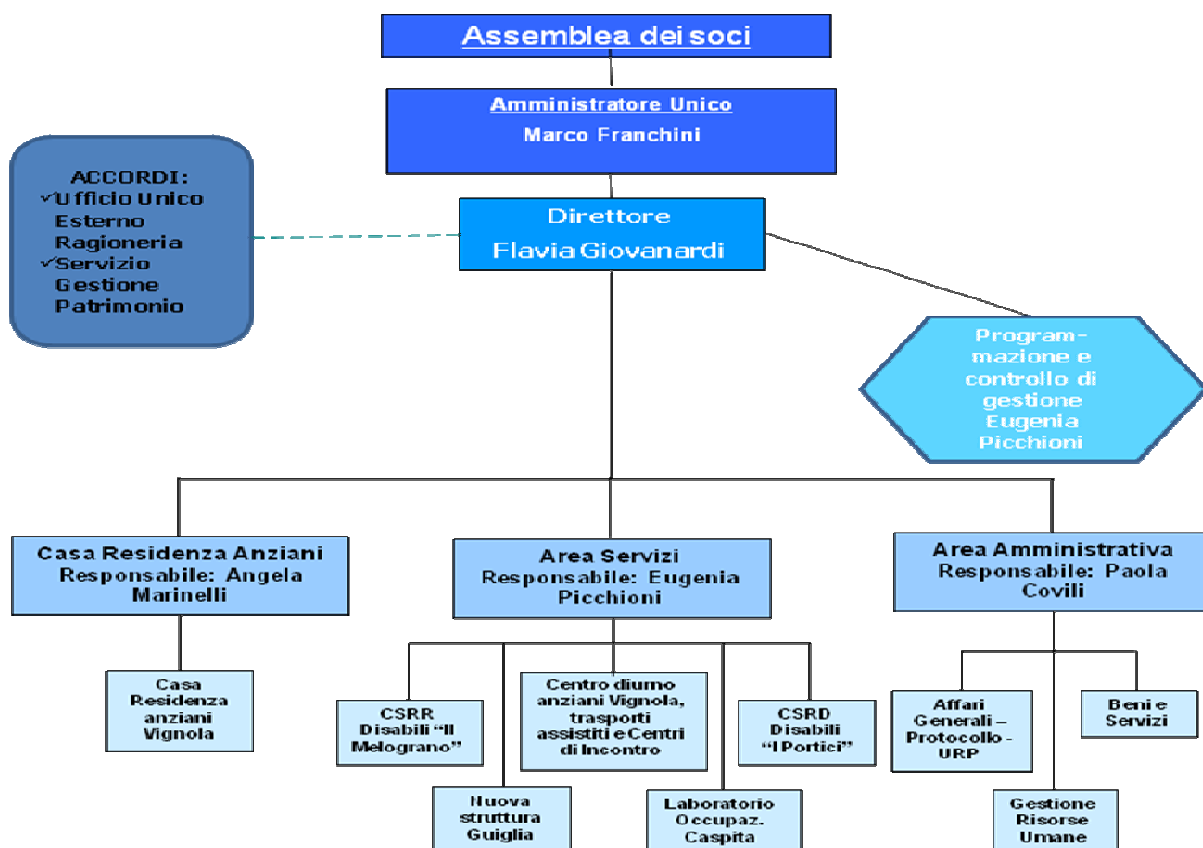 Assemblea dei soci
Amministratore Unico
Marco Franchini
ACCORDI:
✓Ufficio Unico
Esterno
Ragioneria
✓Servizio
Gestione
Patrimonio
Direttore
Flavia Giovanardi
Program-
mazione e
controllo di
gestione
Eugenia
Picchioni
Casa Residenza Anziani
Responsabile: Angela
Marinelli
Area Servizi
Responsabile: Eugenia
Picchioni
Area Amministrativa
Responsabile: Paola
Covili
Casa
Residenza
anziani
Vignola
CSRR
Disabili “Il
Melograno”
Centro diurno
anziani Vignola,
trasporti
assistiti e Centri
di Incontro
CSRD
Disabili
“I Portici”
Affari
Generali –
Protocollo -
URP
Beni e
Servizi
Nuova
struttura
Guiglia
Laboratorio
Occupaz.
Caspita
Gestione
Risorse
Umane